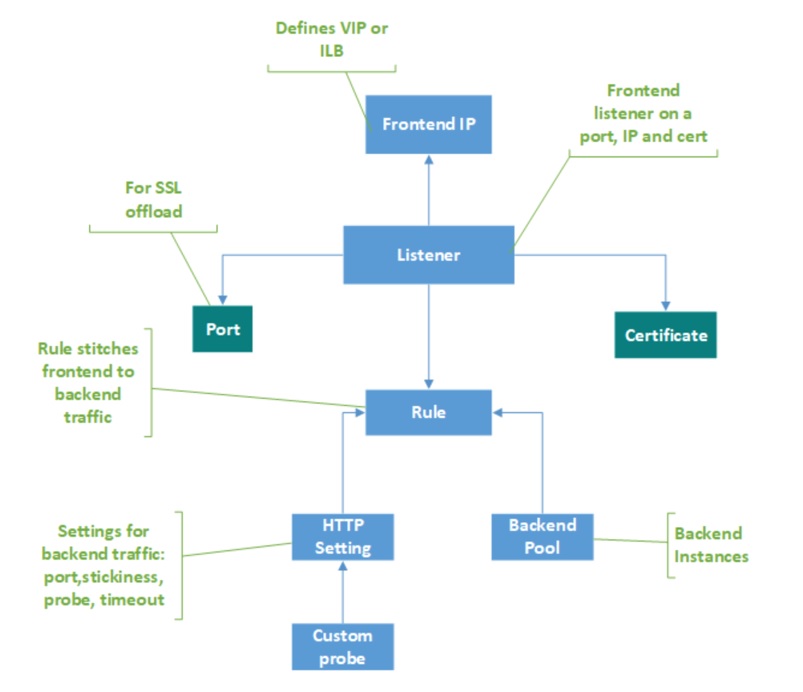 Defines VIP or
ILB
Frontend IP
Frontend
listener on a
port, IP and cert
For SSL
offload
Listener
Port
Certificate
Rule stitches
frontend to
backend
traffic
Rule
HTTP
Setting
Backend
Pool
Settings for
backend traffic:
port,stickiness,
probe, timeout
Backend
Instances
Custom
probe